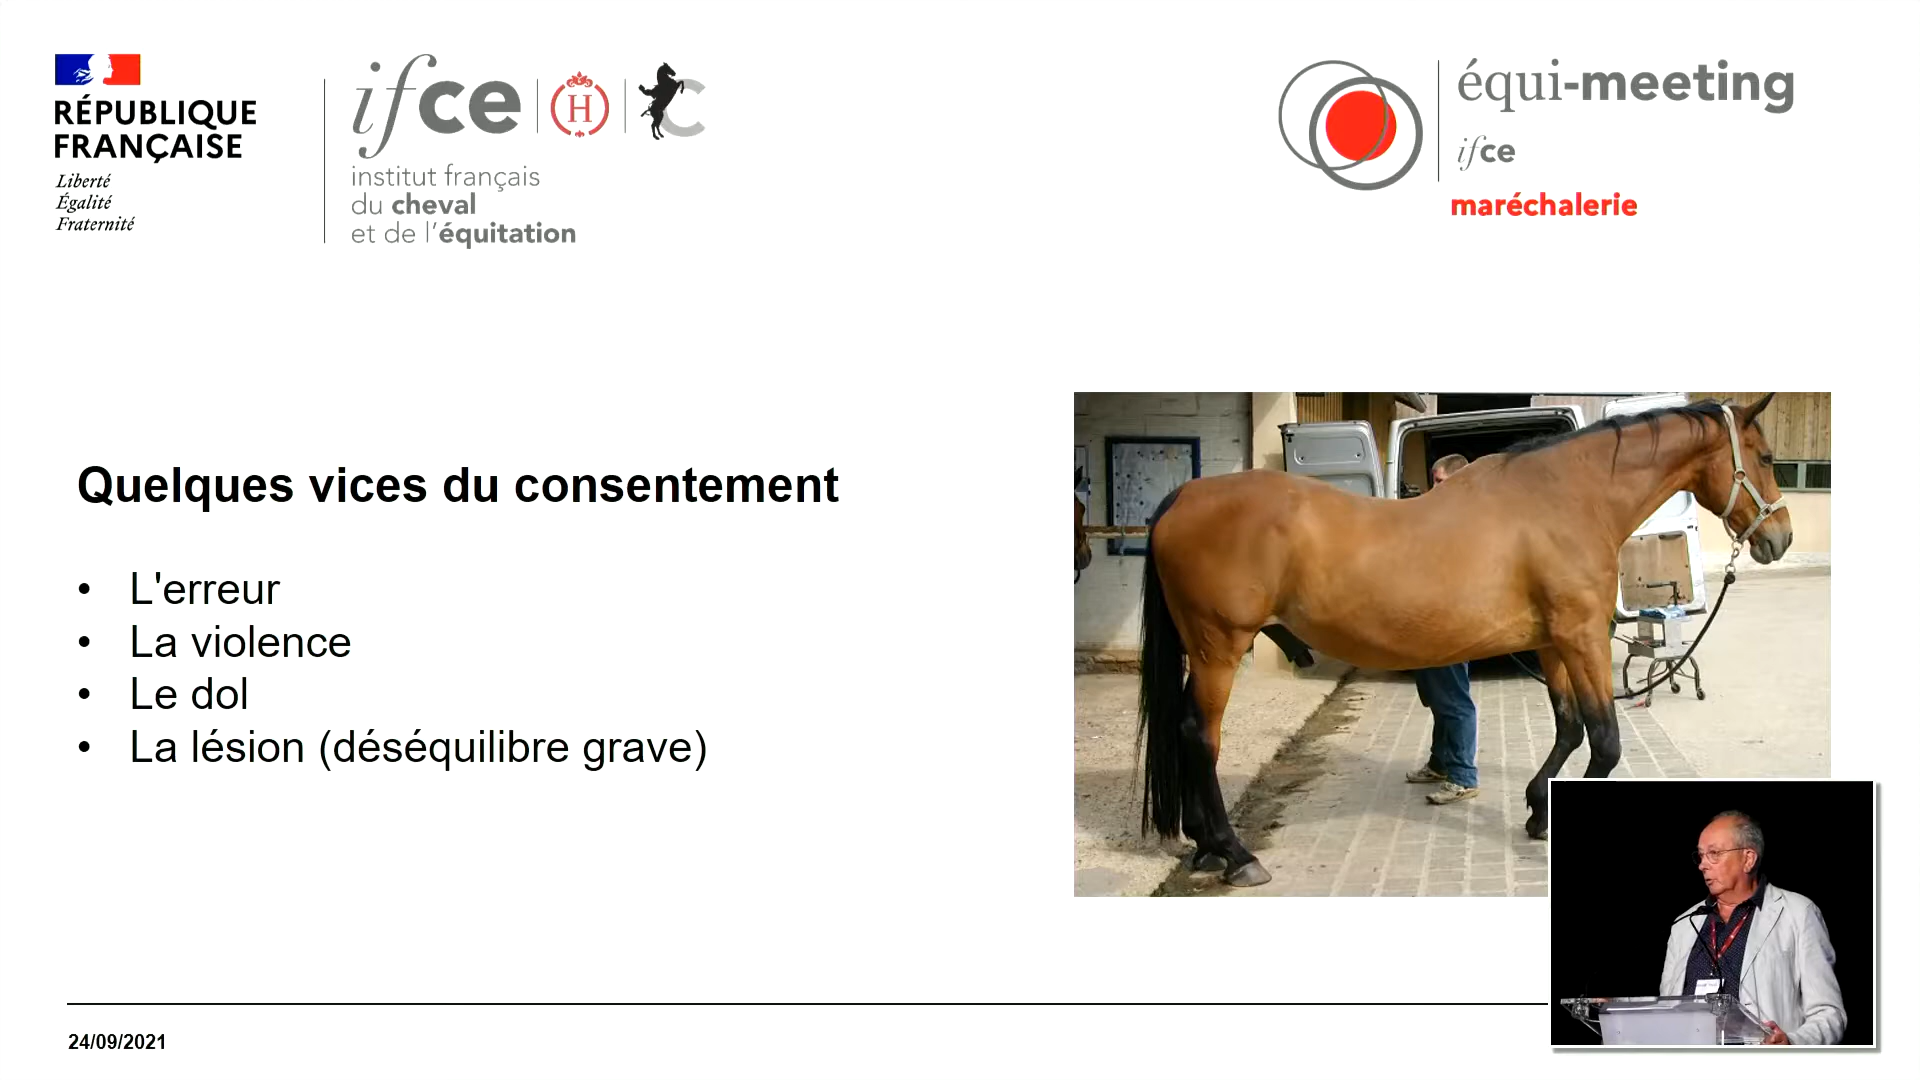 RÉPUBLIQUE
FRANÇAISE
Liberté
Égalité
Fraternité
ifce
H
C
institut français
du cheval
et de l'équitation
équi-meeting
ifce
maréchalerie
Quelques vices du consentement
• L'erreur
• La violence
• Le dol
• La lésion (déséquilibre grave)
24/09/2021